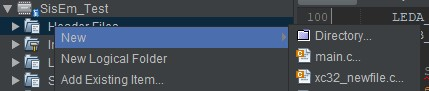 SisEm_Test
100
LEDA_
Header Files
New
Directory...
main.c...
New Logical Folder
Add Existing Item...
xc32_newfile.c...